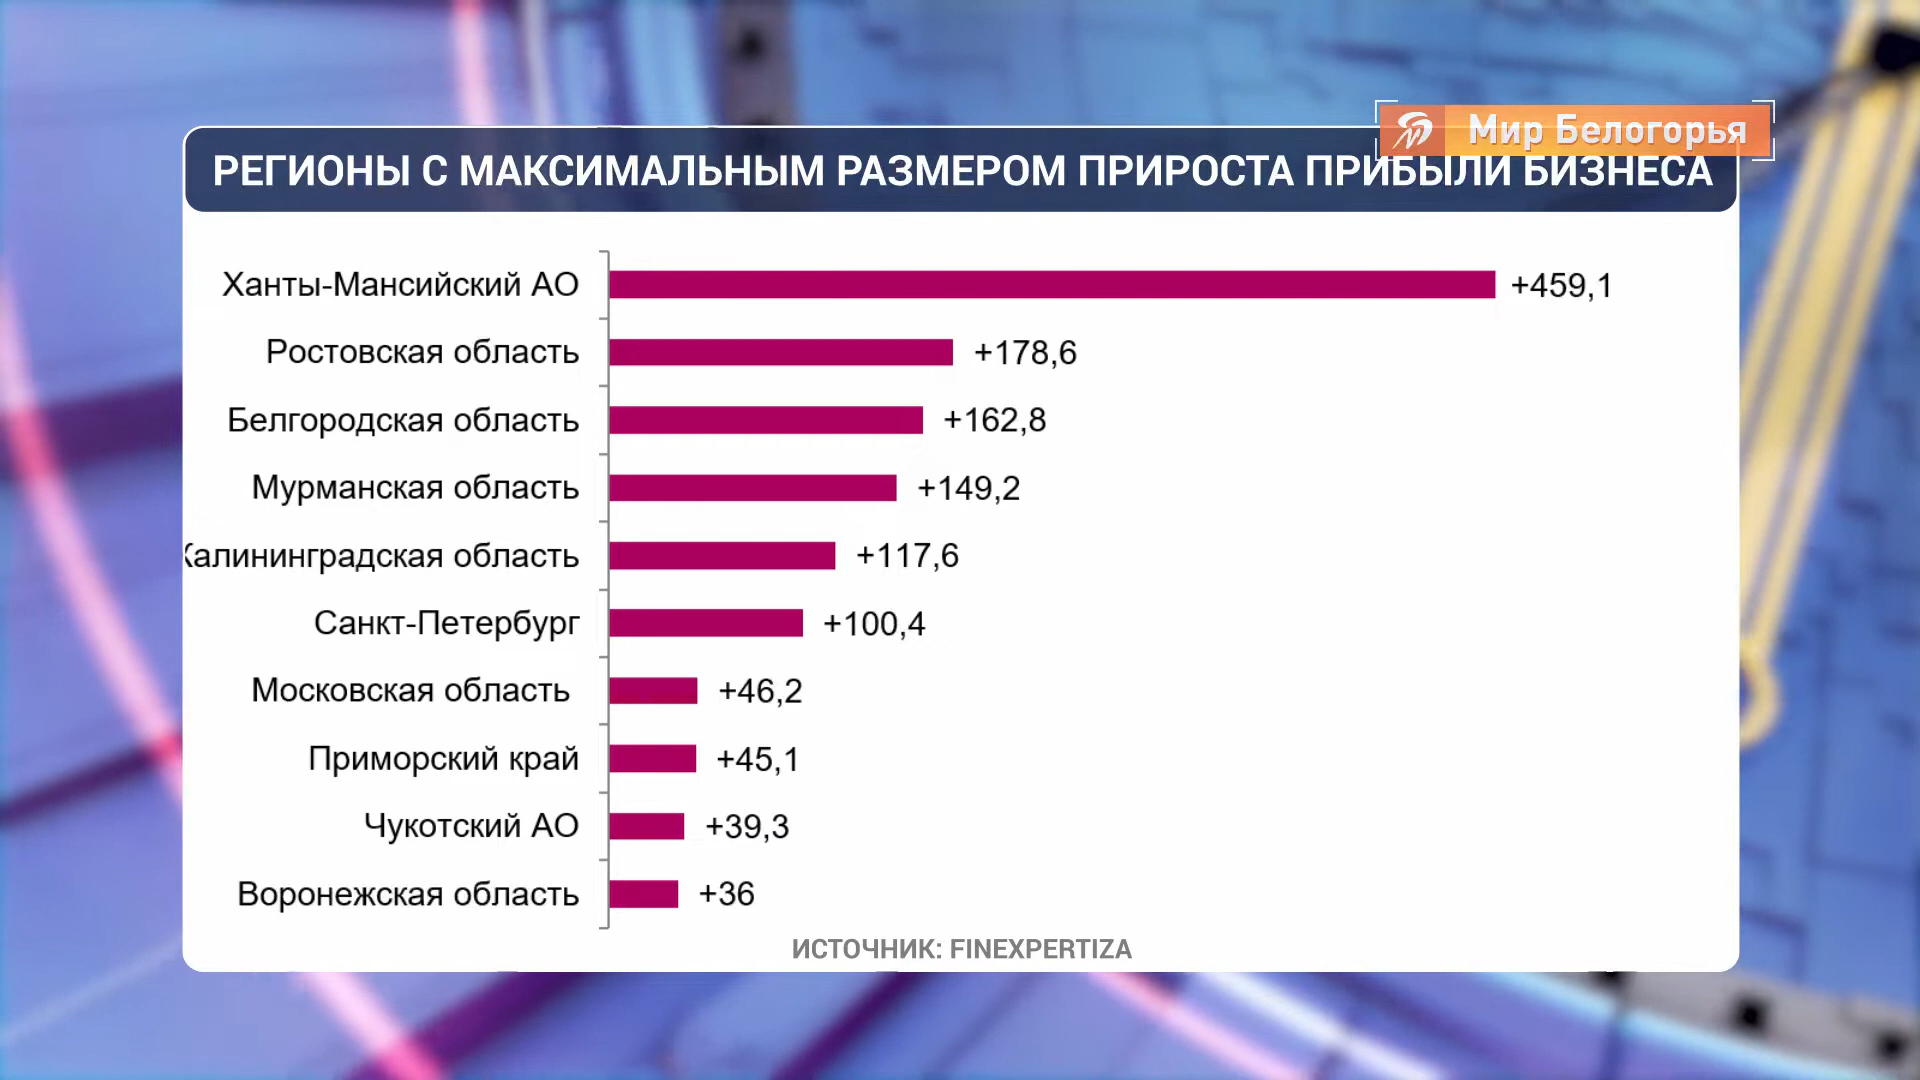 Мир Белогорья
РЕГИОНЫ С МАКСИМАЛЬНЫМ РАЗМЕРОМ ПРИРОСТА ПРИБЫЛИ БИЗНЕСА
Ханты-Мансийский АО +459,1
Ростовская область +178,6
Белгородская область +162,8
Мурманская область +149,2
Калининградская область +117,6
Санкт-Петербург +100,4
Московская область +46,2
Приморский край +45,1
Чукотский АО +39,3
Воронежская область +36
ИСТОЧНИК: FINEXPERTIZA